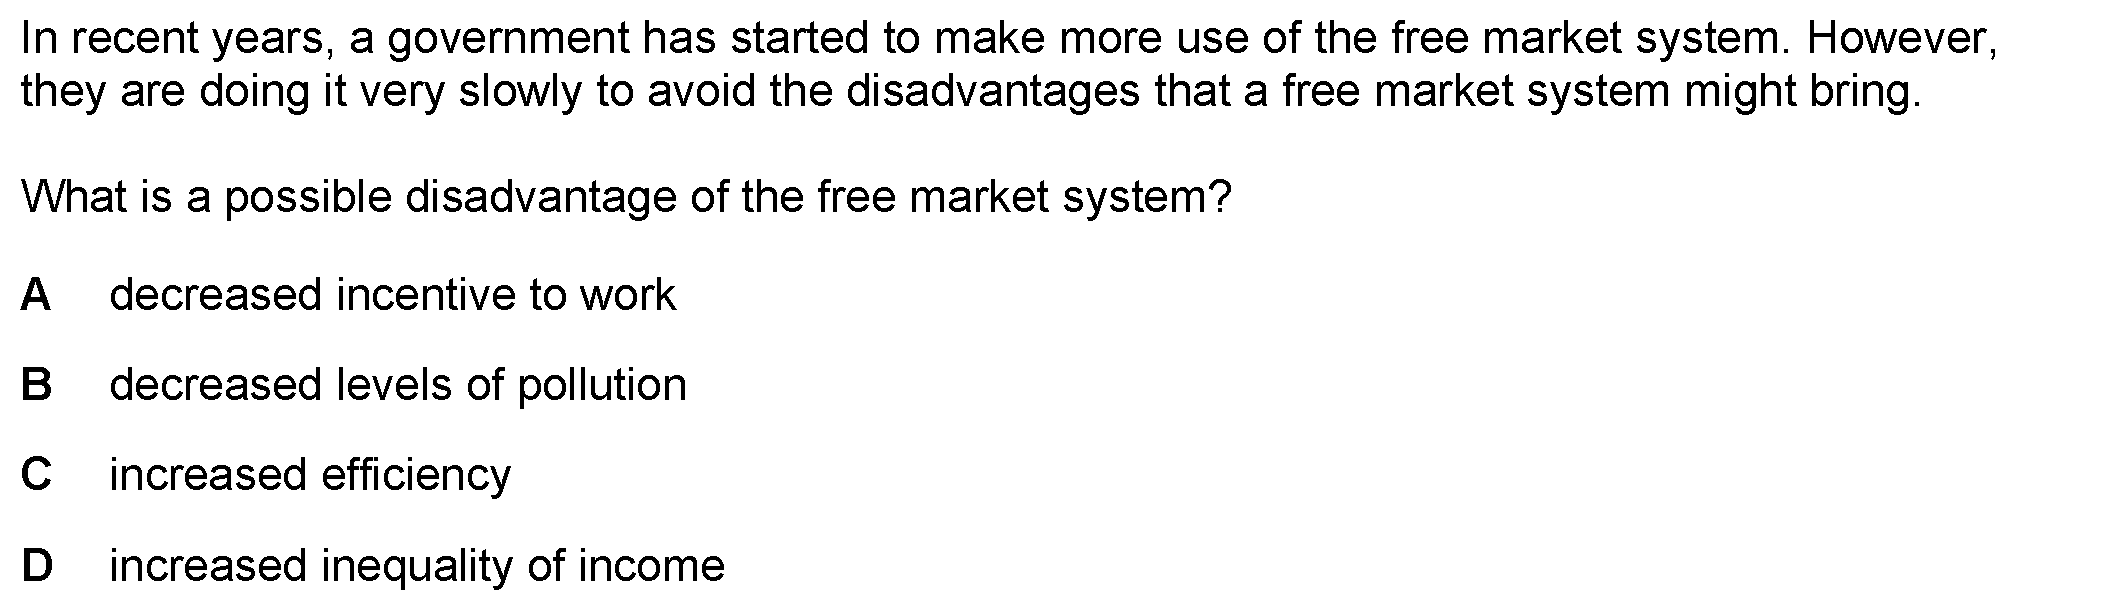 In recent years, a government has started to make more use of the free market system. However,
they are doing it very slowly to avoid the disadvantages that a free market system might bring.
What is a possible disadvantage of the free market system?
A decreased incentive to work
B decreased levels of pollution
C increased efficiency
D increased inequality of income